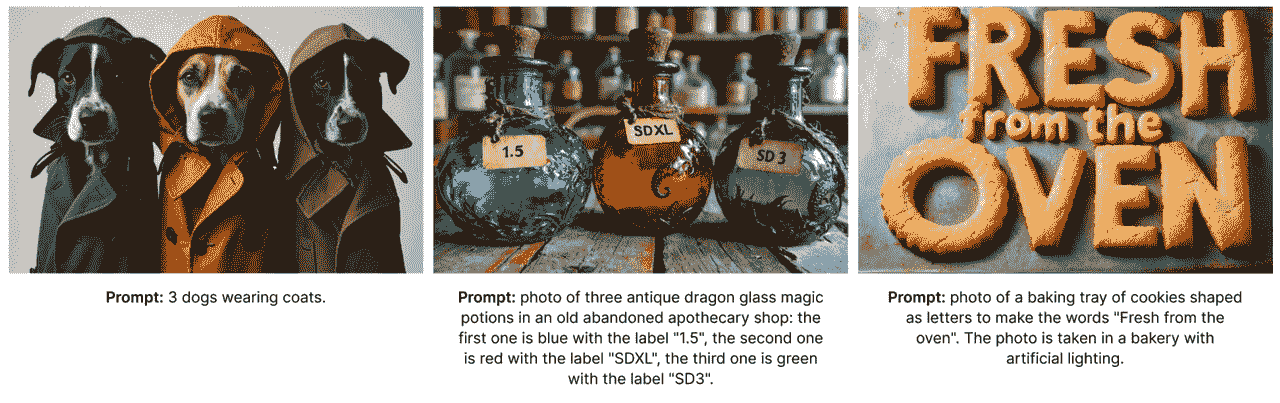 1.5
SDXL
SD3
FRESH
from the
OVEN
Prompt: 3 dogs wearing coats.
Prompt: photo of three antique dragon glass magic
potions in an old abandoned apothecary shop: the
first one is blue with the label "1.5", the second one
is red with the label "SDXL", the third one is green
with the label "SD3".
Prompt: photo of a baking tray of cookies shaped
as letters to make the words "Fresh from the
oven". The photo is taken in a bakery with
artificial lighting.